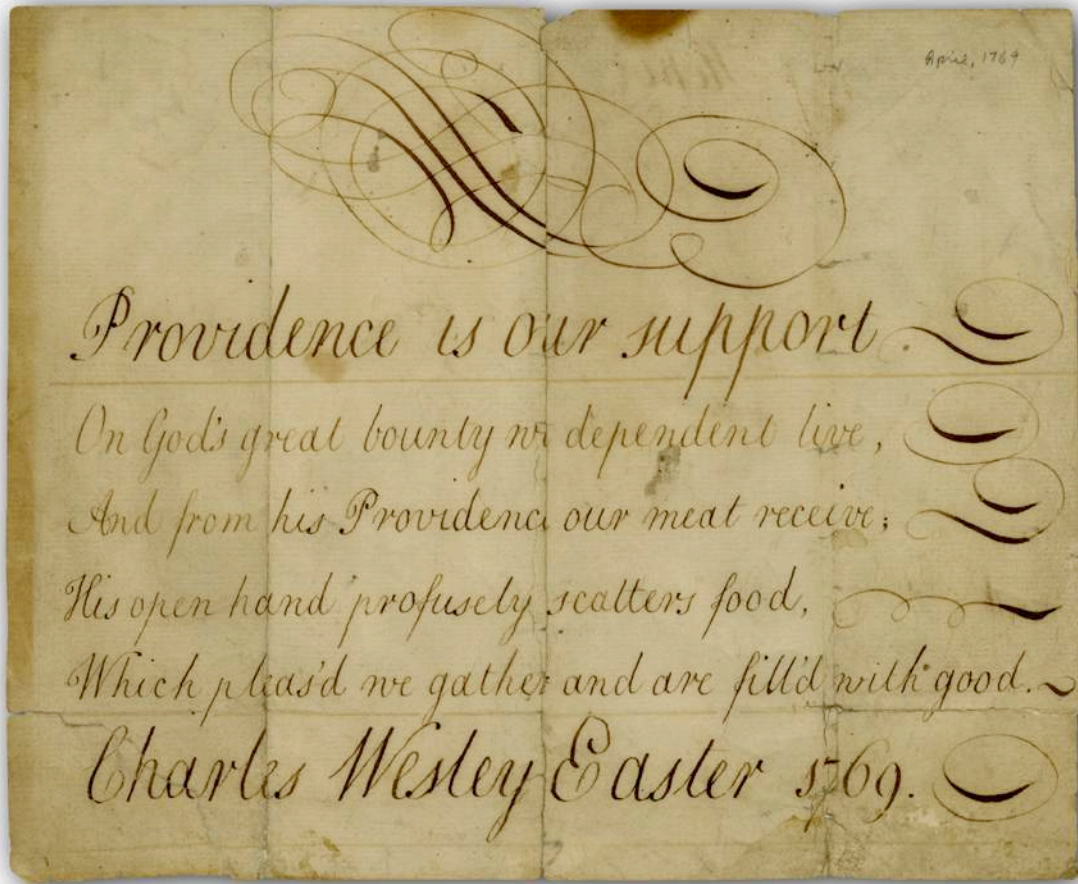 April, 1769
Providence is our support.
On God's great bounty we dependent live,
And from his Providence our meat receive;
His open hand profusely scatters food,
Which pleas'd we gather and are fill'd with good.
Charles Wesley Easter 1769.